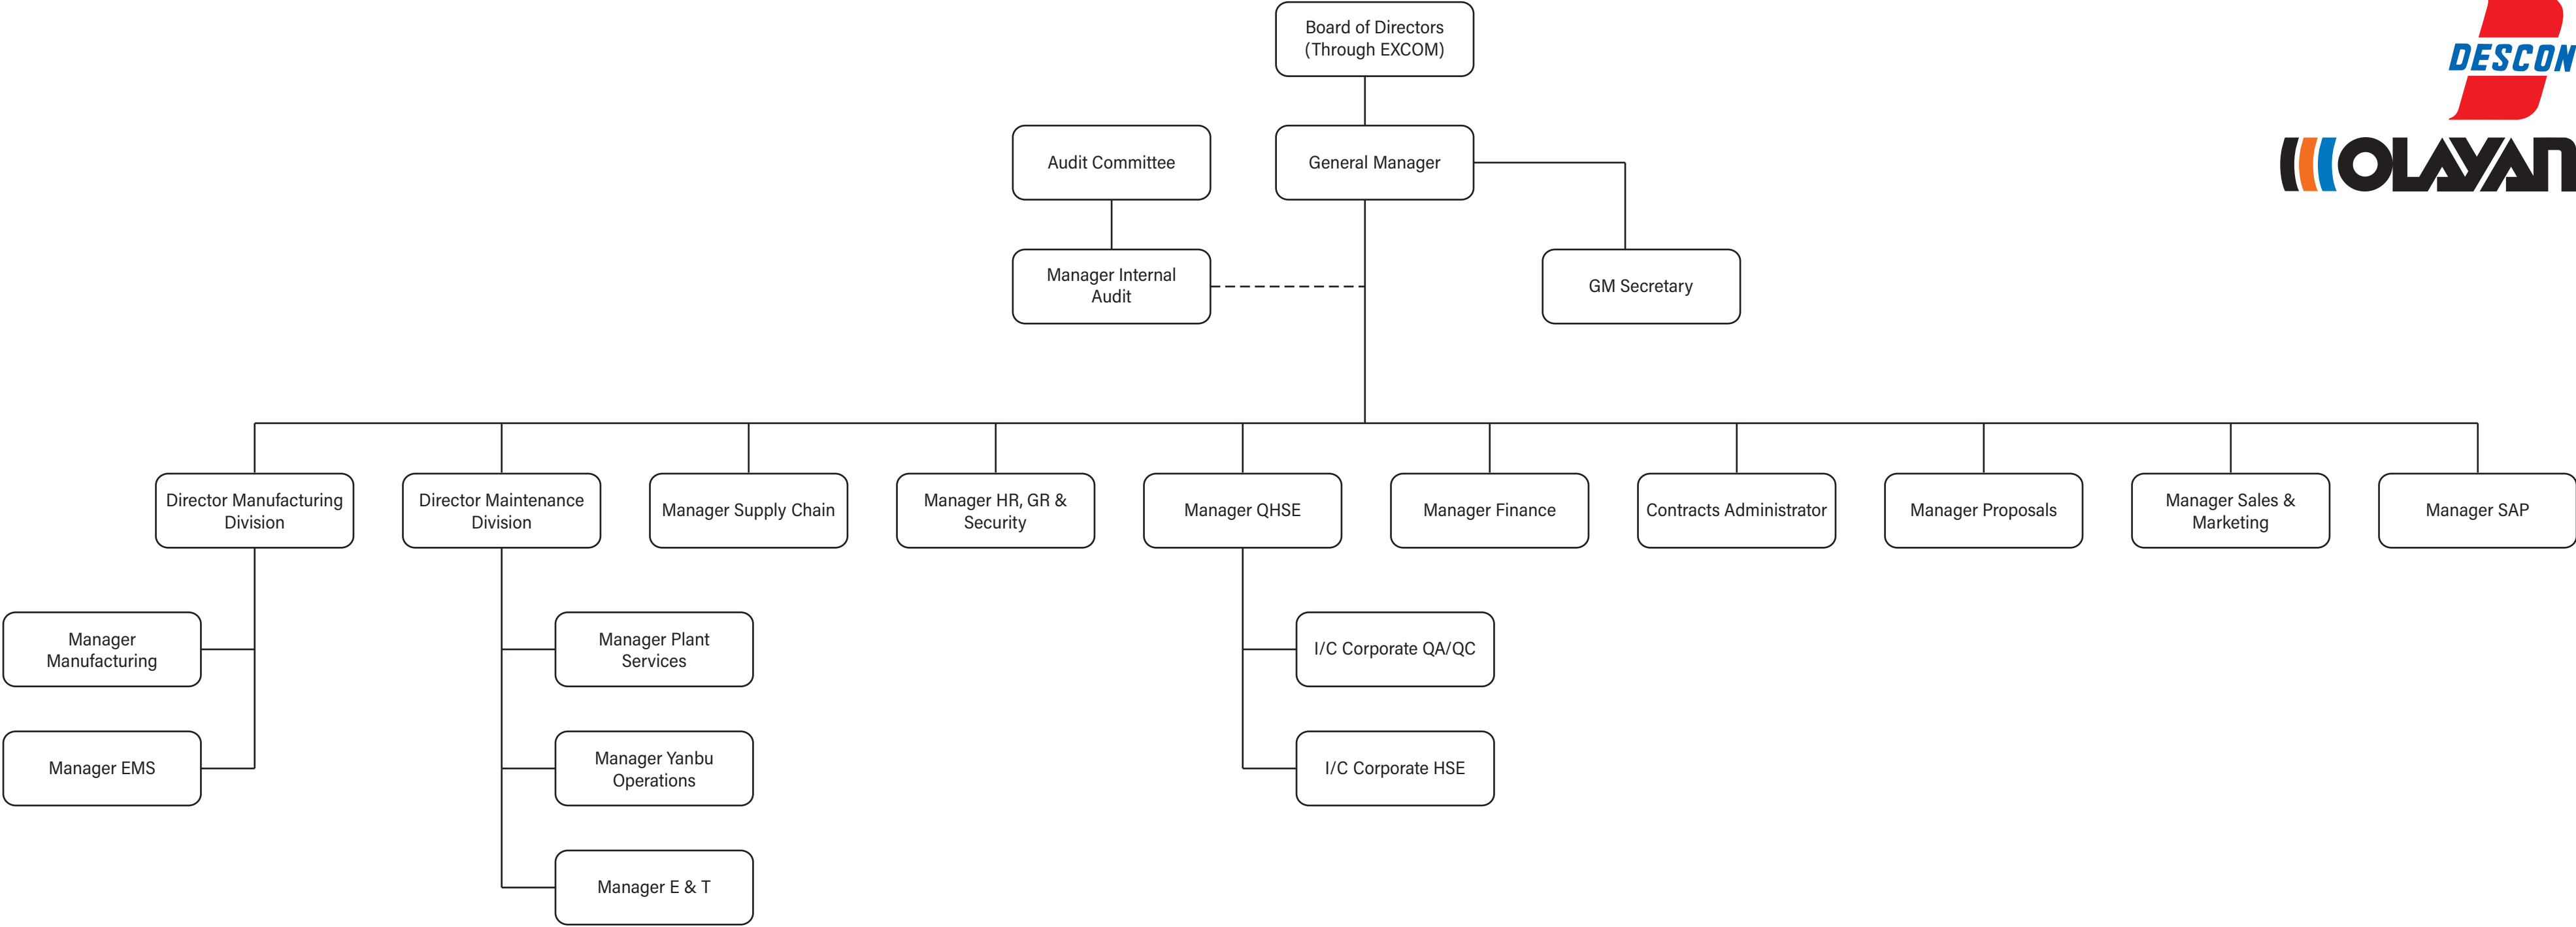 Board of Directors
(Through EXCOM)
DESCON
OLAYAN
Audit Committee
General Manager
Manager Internal
Audit
GM Secretary
Director Manufacturing
Division
Director Maintenance
Division
Manager Supply Chain
Manager HR, GR &
Security
Manager QHSE
Manager Finance
Contracts Administrator
Manager Proposals
Manager Sales &
Marketing
Manager SAP
Manager
Manufacturing
Manager Plant
Services
I/C Corporate QA/QC
Manager EMS
Manager Yanbu
Operations
I/C Corporate HSE
Manager E & T